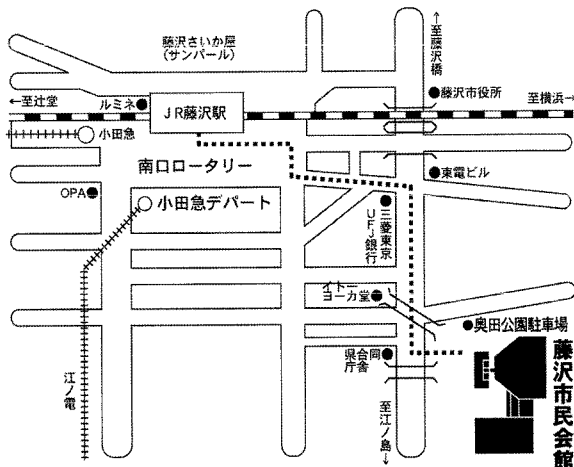 藤沢さいか屋
(サンパール)
↑至藤沢橋
←至辻堂
ルミネ
JR藤沢駅
藤沢市役所
至横浜→
小田急
南口ロータリー
東電ビル
OPA
小田急デパート
三菱東京
UFJ銀行
イトー
ヨーカ堂
奥田公園駐車場
県合同
庁舎
江ノ電
至江ノ島↓
藤沢市民会館